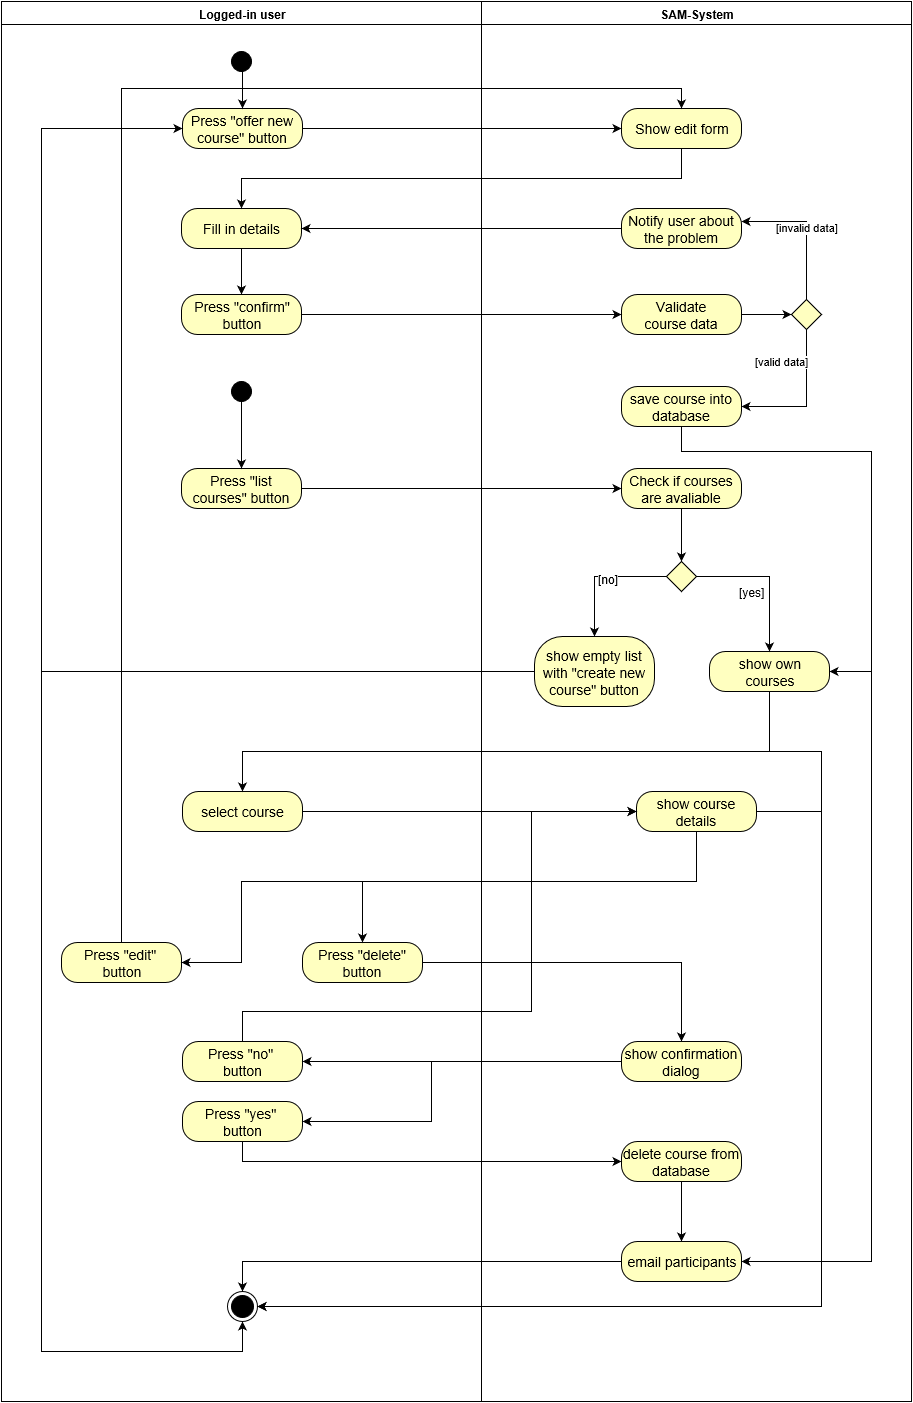 Logged-in user
SAM-System
Press "offer new
course" button
Show edit form
Fill in details
Notify user about
the problem
[invalid data]
Press "confirm"
button
Validate
course data
[valid data]
save course into
database
Press "list
courses" button
Check if courses
are avaliable
[no]
[yes]
show empty list
with "create new
course" button
show own
courses
select course
show course
details
Press "edit"
button
Press "delete"
button
Press "no"
button
show confirmation
dialog
Press "yes"
button
delete course from
database
email participants